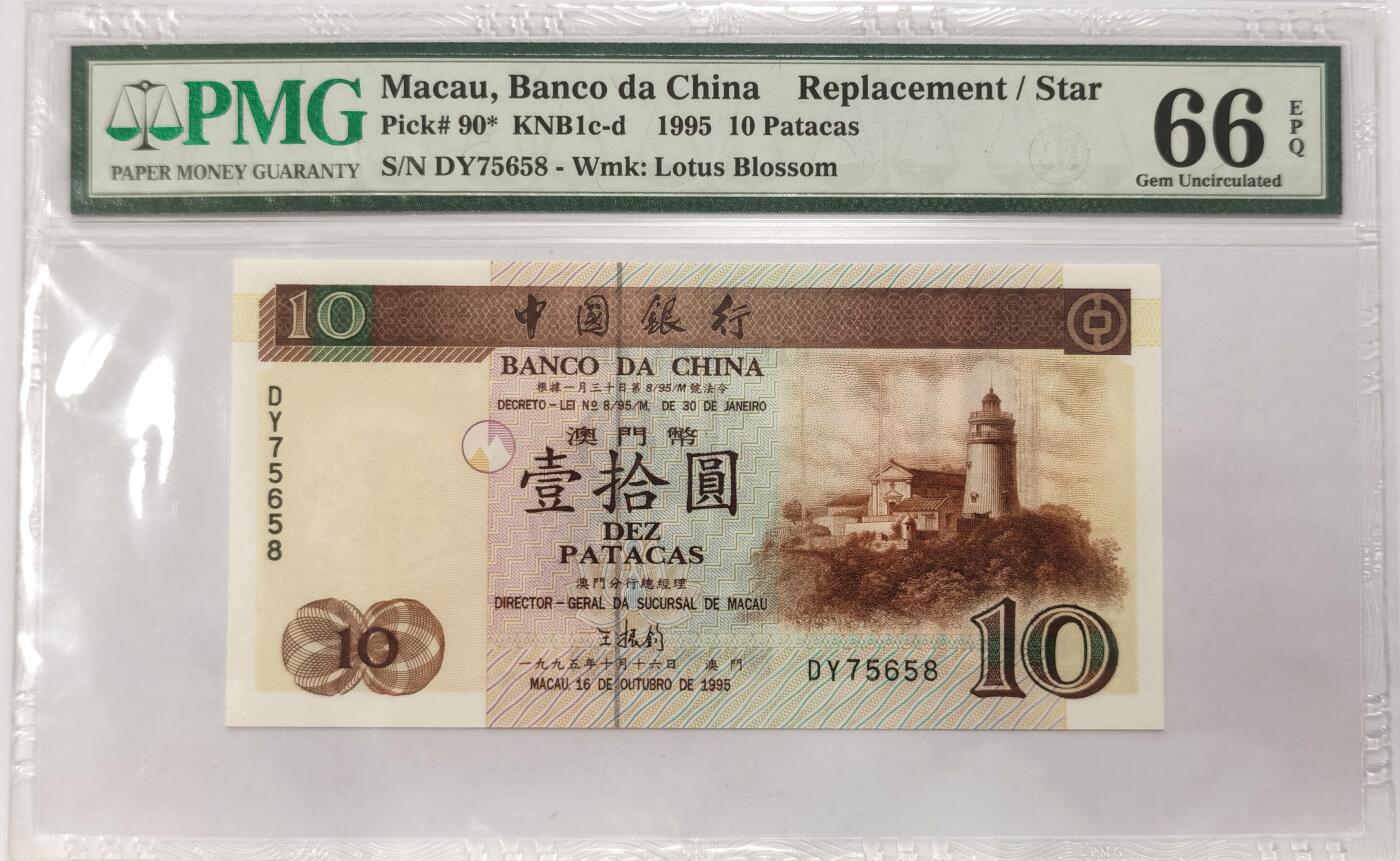 PMG
PAPER MONEY GUARANTY
Macau, Banco da China Replacement / Star
Pick# 90* KNB1c-d 1995 10 Patacas
S/N DY75658 - Wmk: Lotus Blossom
66
EPQ
Gem Uncirculated
10
中國銀行
BANCO DA CHINA
根據一月三十日第8/95/M號法令
DECRETO-LEI Nº 8/95/M, DE 30 DE JANEIRO
DY75658
澳門幣
壹拾圓
DEZ
PATACAS
澳門分行總經理
DIRECTOR-GERAL DA SUCURSAL DE MACAU
10
王振鈞
一九九五年十月十六日 澳門
MACAU, 16 DE OUTUBRO DE 1995
DY75658
10